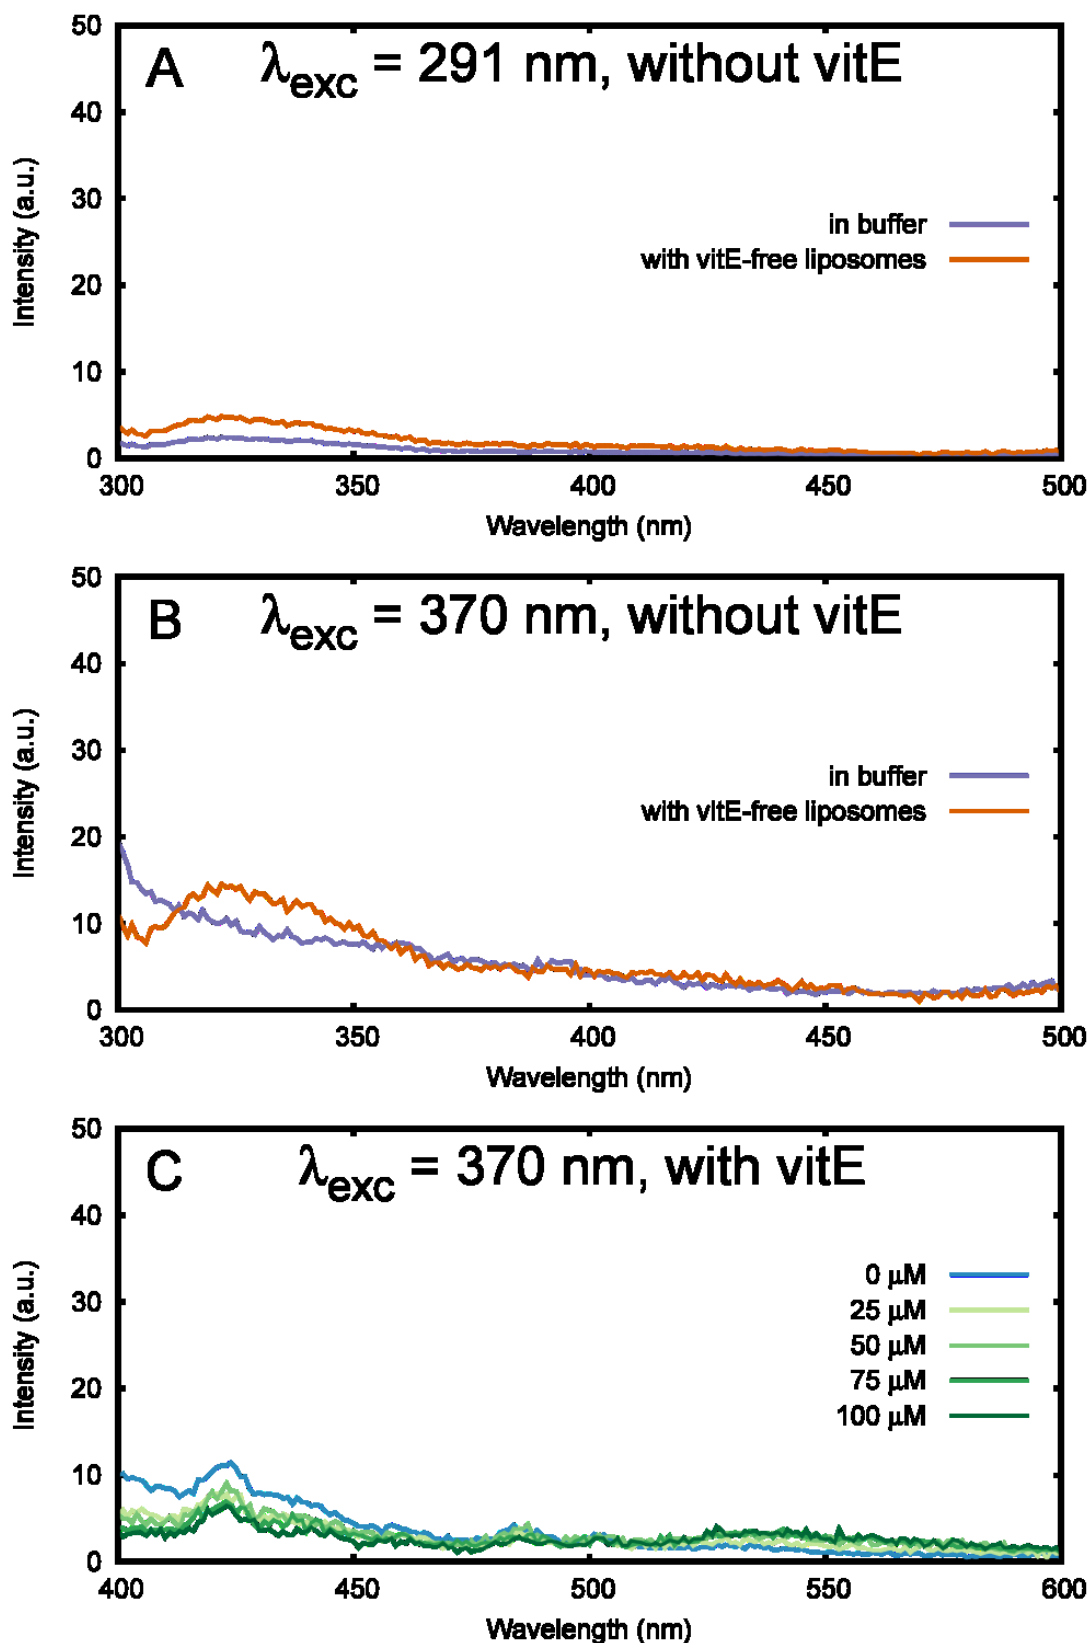 A
λexc = 291 nm, without vitE
50
40
30
20
10
0
Intensity (a.u.)
in buffer
with vitE-free liposomes
300
350
400
450
500
Wavelength (nm)
B
λexc = 370 nm, without vitE
50
40
30
20
10
0
Intensity (a.u.)
in buffer
with vitE-free liposomes
300
350
400
450
500
Wavelength (nm)
C
λexc = 370 nm, with vitE
50
40
30
20
10
0
Intensity (a.u.)
0 μM
25 μM
50 μM
75 μM
100 μM
400
450
500
550
600
Wavelength (nm)